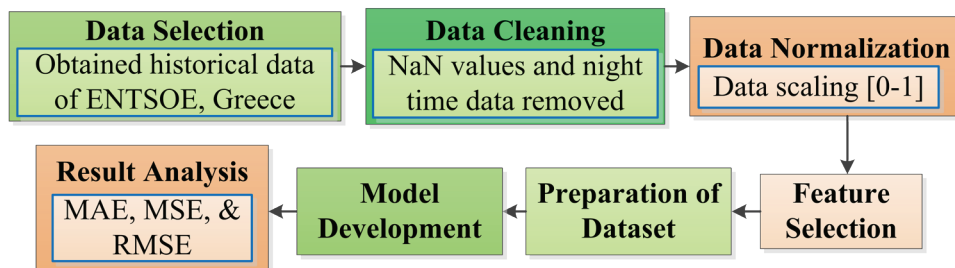 Data Selection
Obtained historical data
of ENTSOE, Greece
Data Cleaning
NaN values and night
time data removed
Data Normalization
Data scaling [0-1]
Feature
Selection
Preparation of
Dataset
Model
Development
Result Analysis
MAE, MSE, &
RMSE